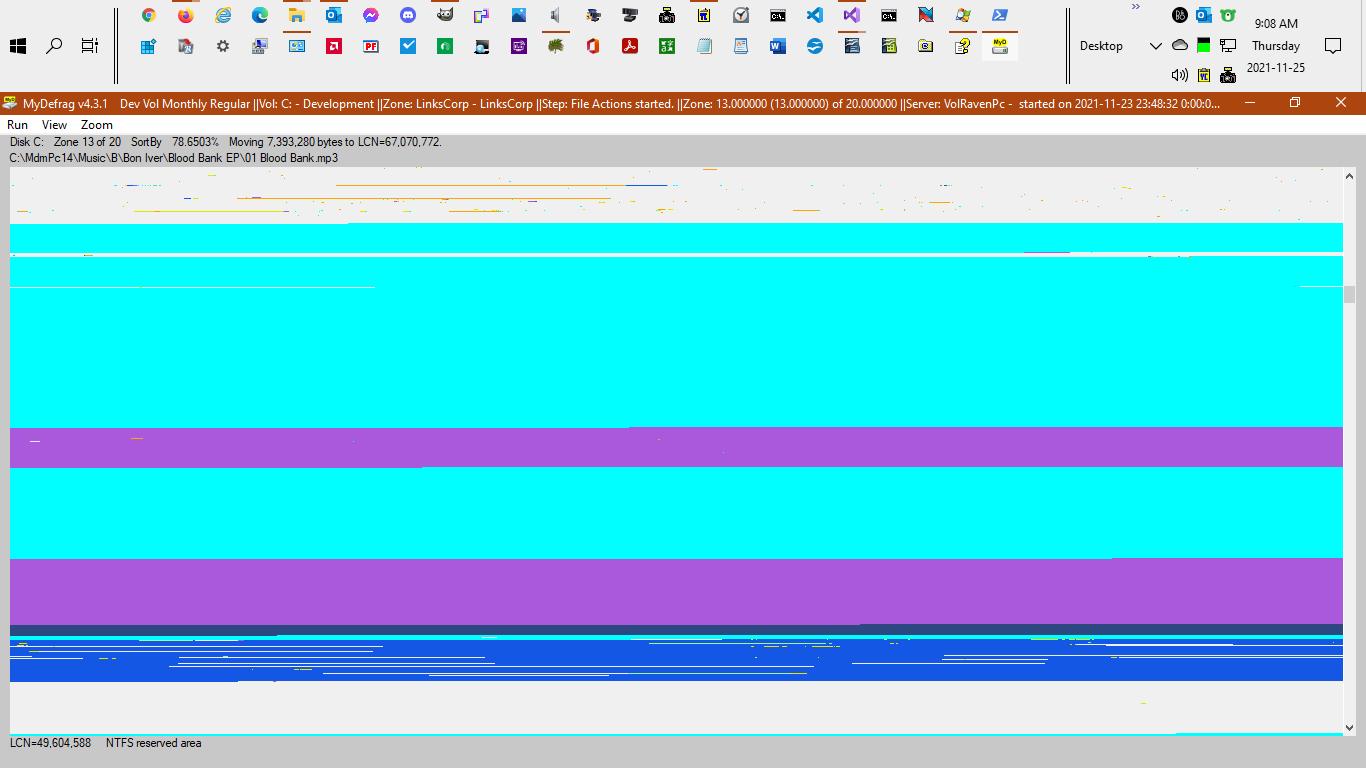 9:08 AM
Desktop
Thursday
2021-11-25
MyDefrag v4.3.1 Dev Vol Monthly Regular ||Vol: C: - Development ||Zone: LinksCorp - LinksCorp ||Step: File Actions started. ||Zone: 13.000000 (13.000000) of 20.000000 ||Server: VolRavenPc - started on 2021-11-23 23:48:32 0:00:0...
Run View Zoom
Disk C: Zone 13 of 20 SortBy 78.6503% Moving 7,393,280 bytes to LCN=67,070,772.
C:\MdmPc14\Music\B\Bon Iver\Blood Bank EP\01 Blood Bank.mp3
LCN=49,604,588 NTFS reserved area